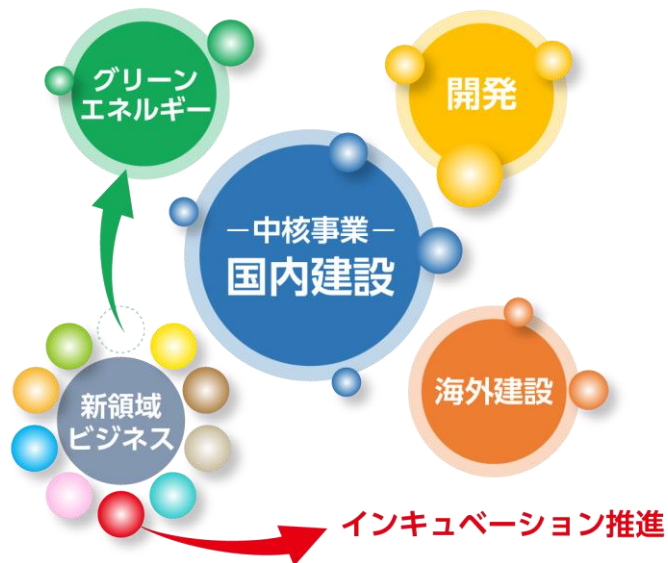 グリーン
エネルギー
開発
−中核事業−
国内建設
海外建設
新領域
ビジネス
インキュベーション推進